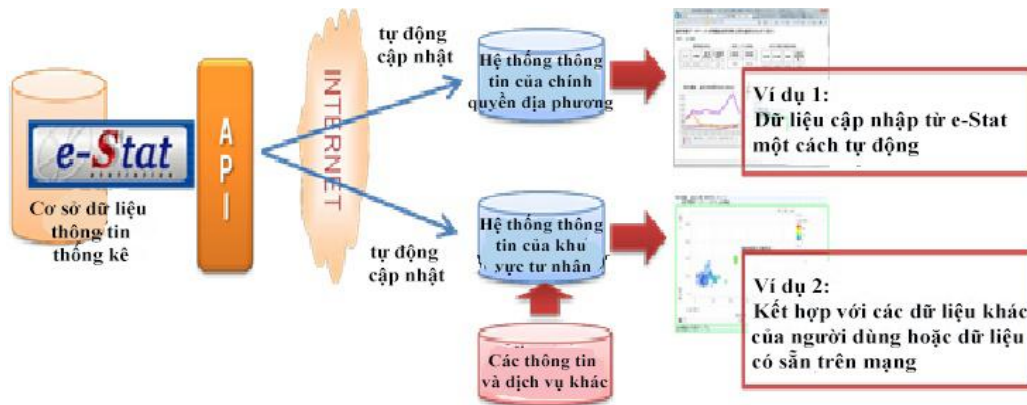 e-Stat
Cơ sở dữ liệu
thông tin
thống kê
API
INTERNET
tự động
cập nhật
Hệ thống thông
tin của chính
quyền địa phương
Ví dụ 1:
Dữ liệu cập nhập từ e-Stat
một cách tự động
tự động
cập nhật
Hệ thống thông
tin của khu
vực tư nhân
Các thông tin
và dịch vụ khác
Ví dụ 2:
Kết hợp với các dữ liệu khác
của người dùng hoặc dữ liệu
có sẵn trên mạng